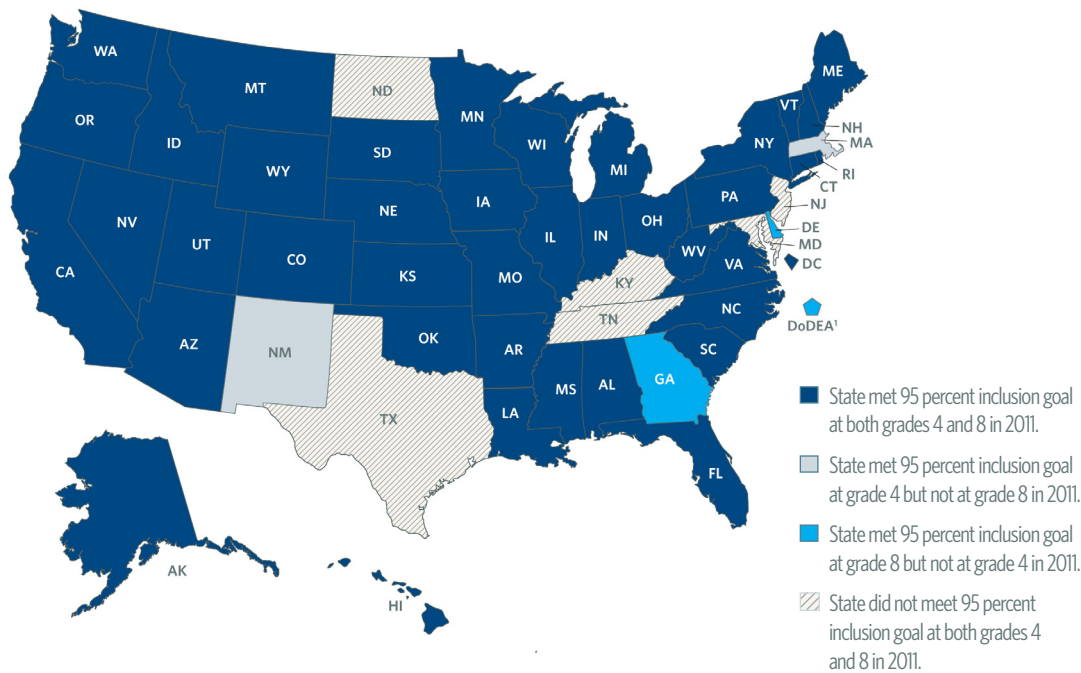 WA
MT
ND
MN
ME
VT
NH
MA
OR
ID
SD
WI
NY
RI
CT
WY
MI
PA
NJ
NE
IA
DE
NV
UT
CO
IL
IN
OH
WV
VA
MD
DC
CA
KS
MO
KY
NC
DoDEA¹
TN
AZ
NM
OK
AR
SC
GA
MS
AL
TX
LA
FL
AK
HI
State met 95 percent inclusion goal
at both grades 4 and 8 in 2011.
State met 95 percent inclusion goal
at grade 4 but not at grade 8 in 2011.
State met 95 percent inclusion goal
at grade 8 but not at grade 4 in 2011.
State did not meet 95 percent
inclusion goal at both grades 4
and 8 in 2011.